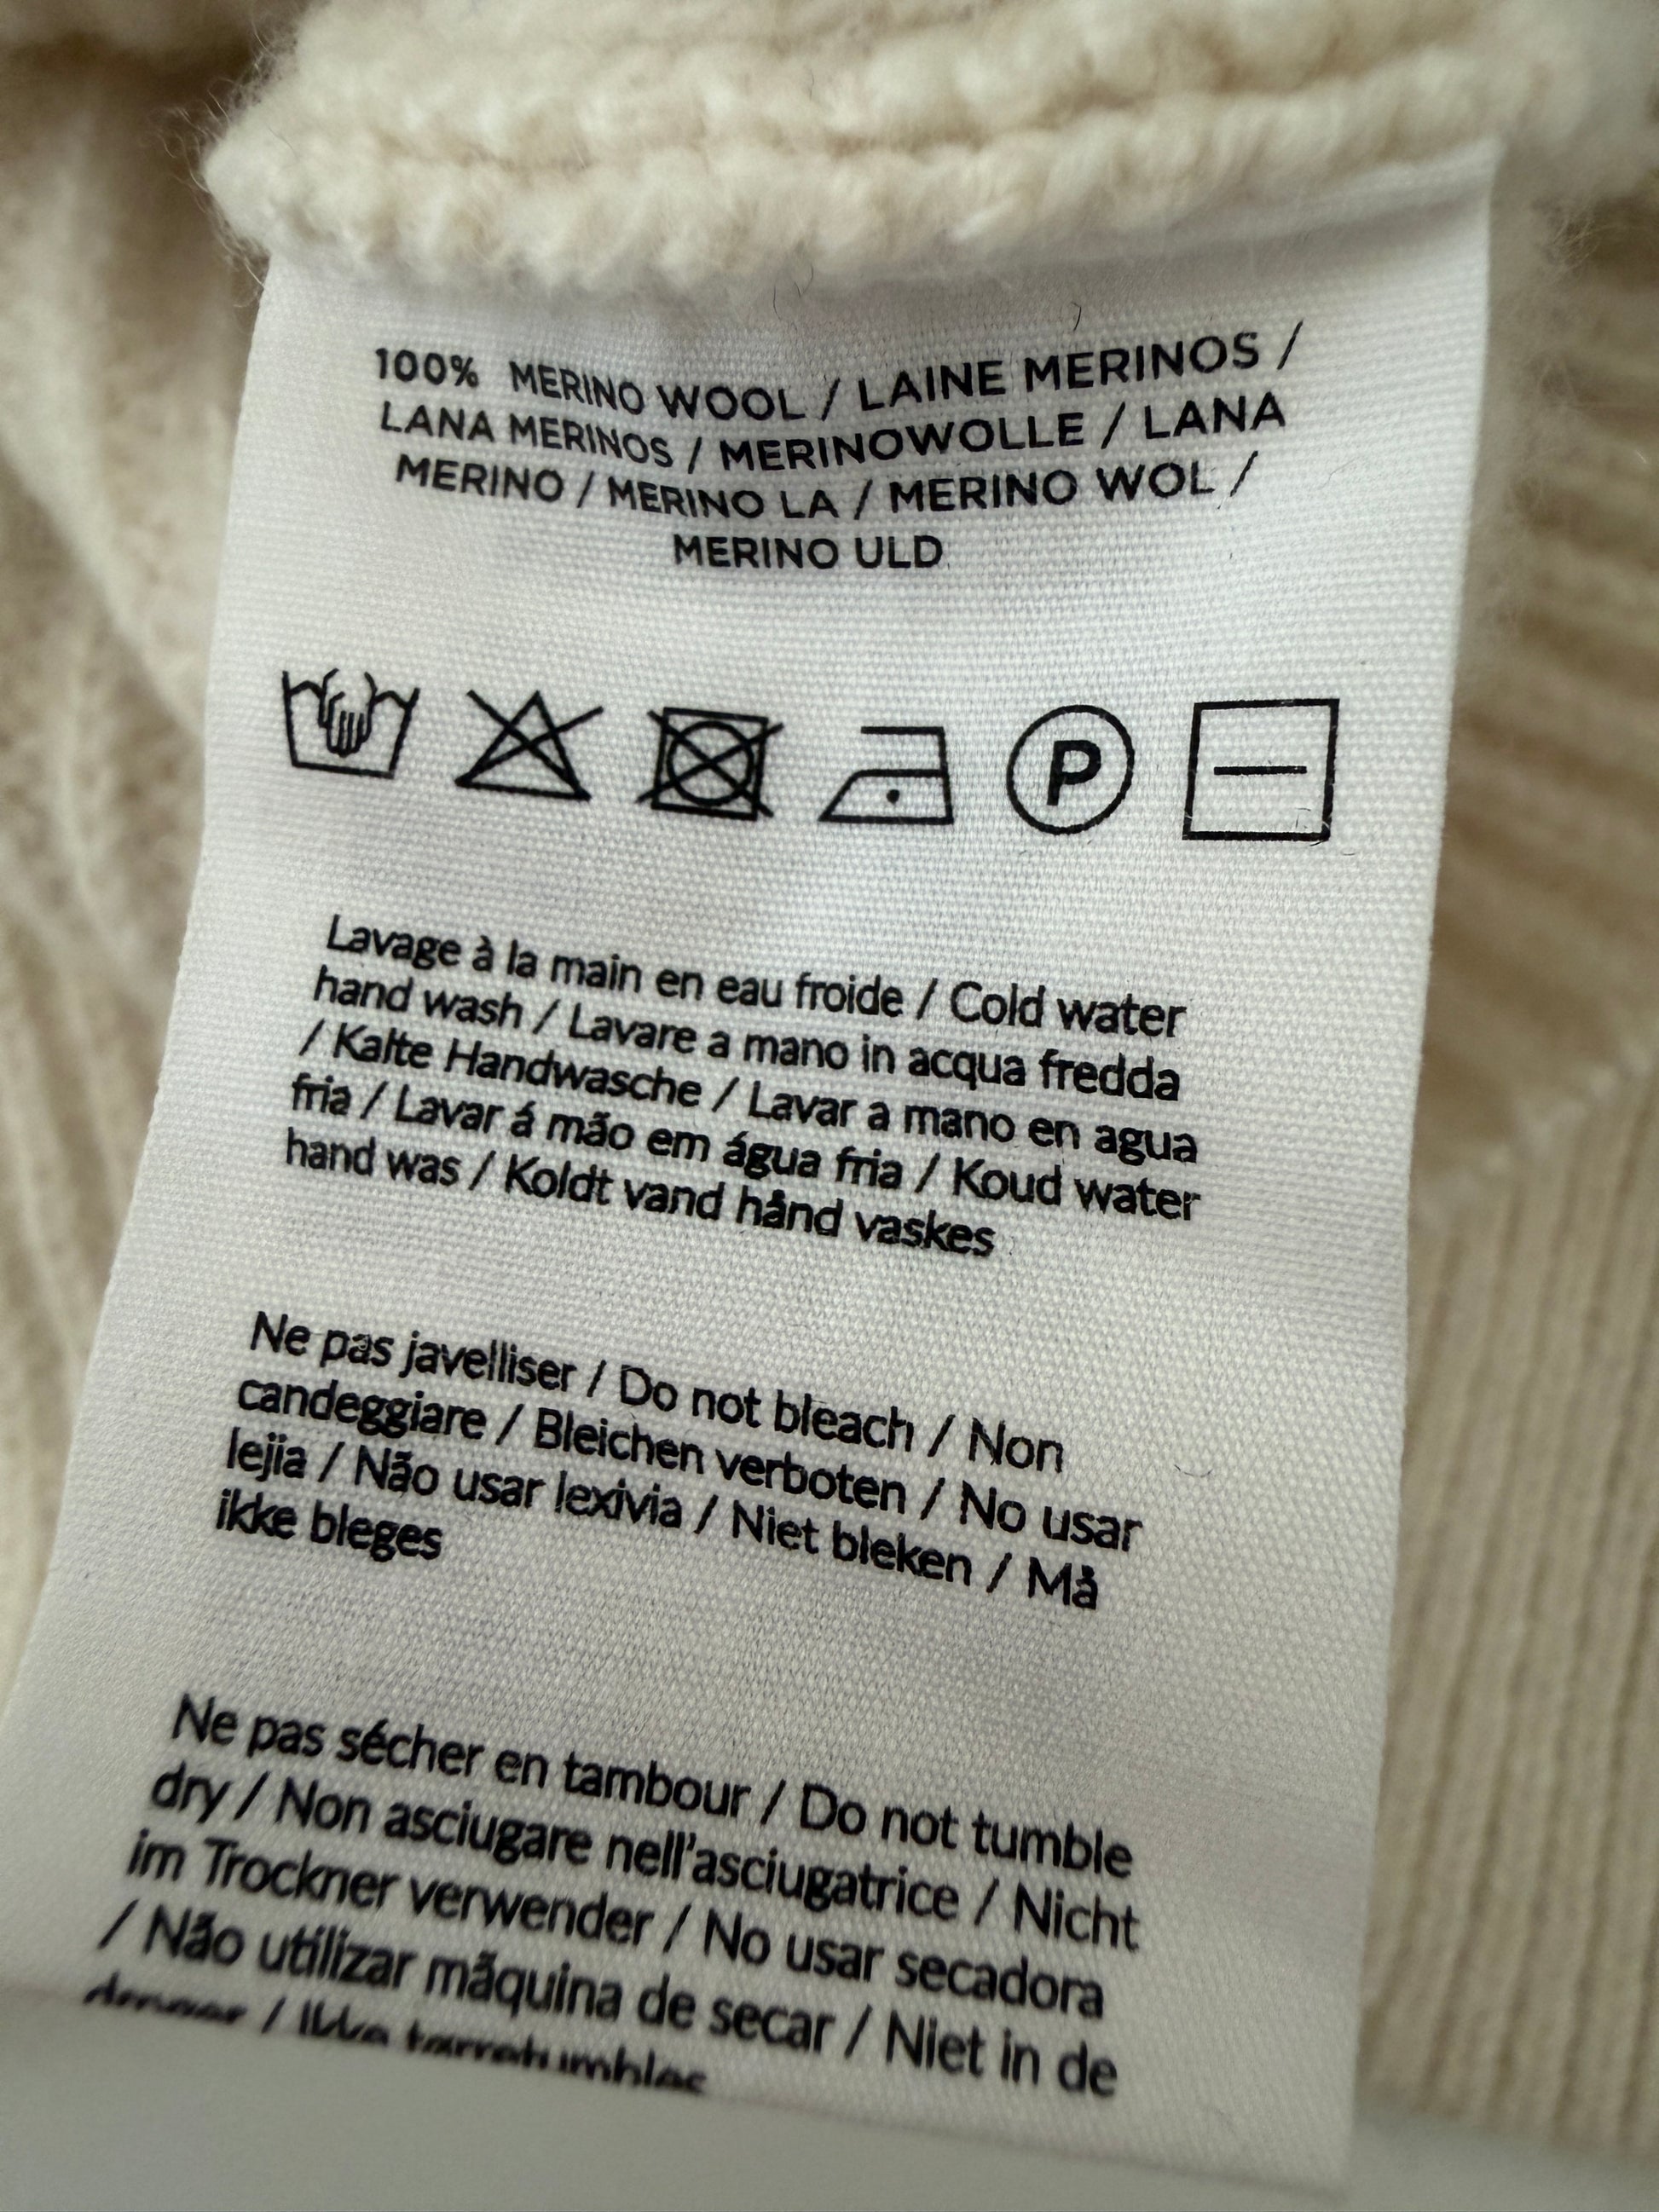 100% MERINO WOOL / LAINE MERINOS /
LANA MERINOS / MERINOWOLLE / LANA
MERINO / MERINO LA / MERINO WOL /
MERINO ULD
P
Lavage à la main en eau froide / Cold water
hand wash / Lavare a mano in acqua fredda
/ Kalte Handwasche / Lavar a mano en agua
fria / Lavar á mão em água fria / Koud water
hand was / Koldt vand hånd vaskes
Ne pas javelliser / Do not bleach / Non
candeggiare / Bleichen verboten / No usar
lejia / Não usar lexivia / Niet bleken / Må
ikke bleges
Ne pas sécher en tambour / Do not tumble
dry / Non asciugare nell'asciugatrice / Nicht
im Trockner verwender / No usar secadora
/ Não utilizar mãquina de secar / Niet in de
/ Ikke